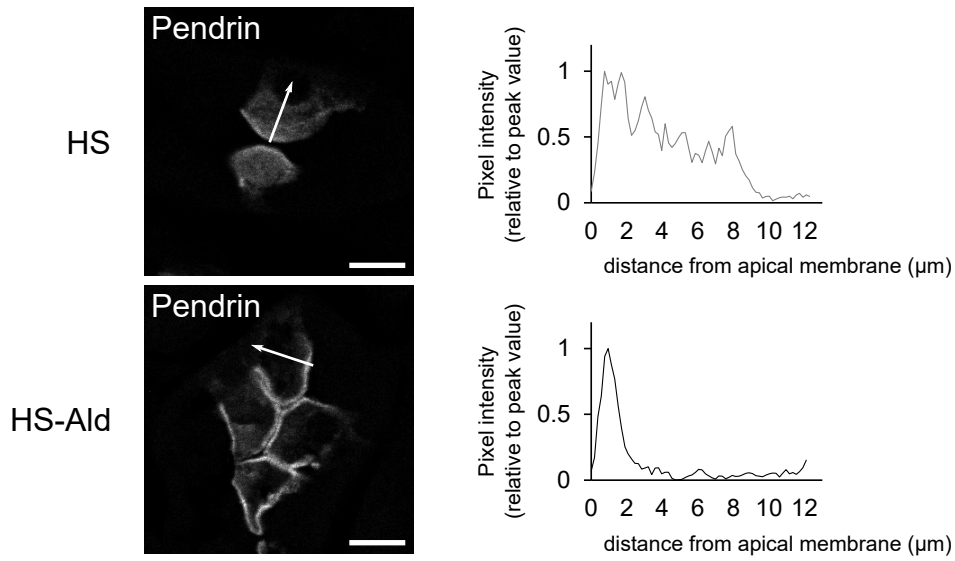 Pendrin
HS
Pixel intensity
(relative to peak value)
1
0.5
0
0 2 4 6 8 10 12
distance from apical membrane (µm)
Pendrin
HS-Ald
Pixel intensity
(relative to peak value)
1
0.5
0
0 2 4 6 8 10 12
distance from apical membrane (µm)